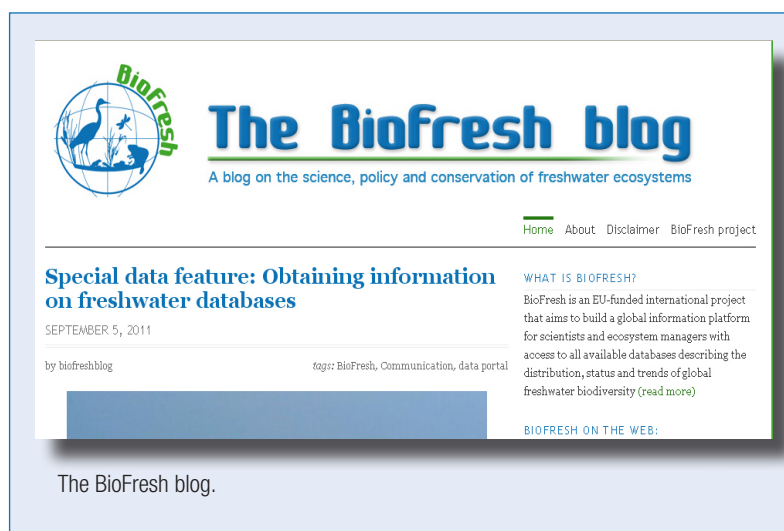 BioFresh
The BioFresh blog
A blog on the science, policy and conservation of freshwater ecosystems
Home About Disclaimer BioFresh project
Special data feature: Obtaining information
on freshwater databases
SEPTEMBER 5, 2011
by biofreshblog tags: BioFresh, Communication, data portal
WHAT IS BIOFRESH?
BioFresh is an EU-funded international project
that aims to build a global information platform
for scientists and ecosystem managers with
access to all available databases describing the
distribution, status and trends of global
freshwater biodiversity (read more)
BIOFRESH ON THE WEB:
The BioFresh blog.